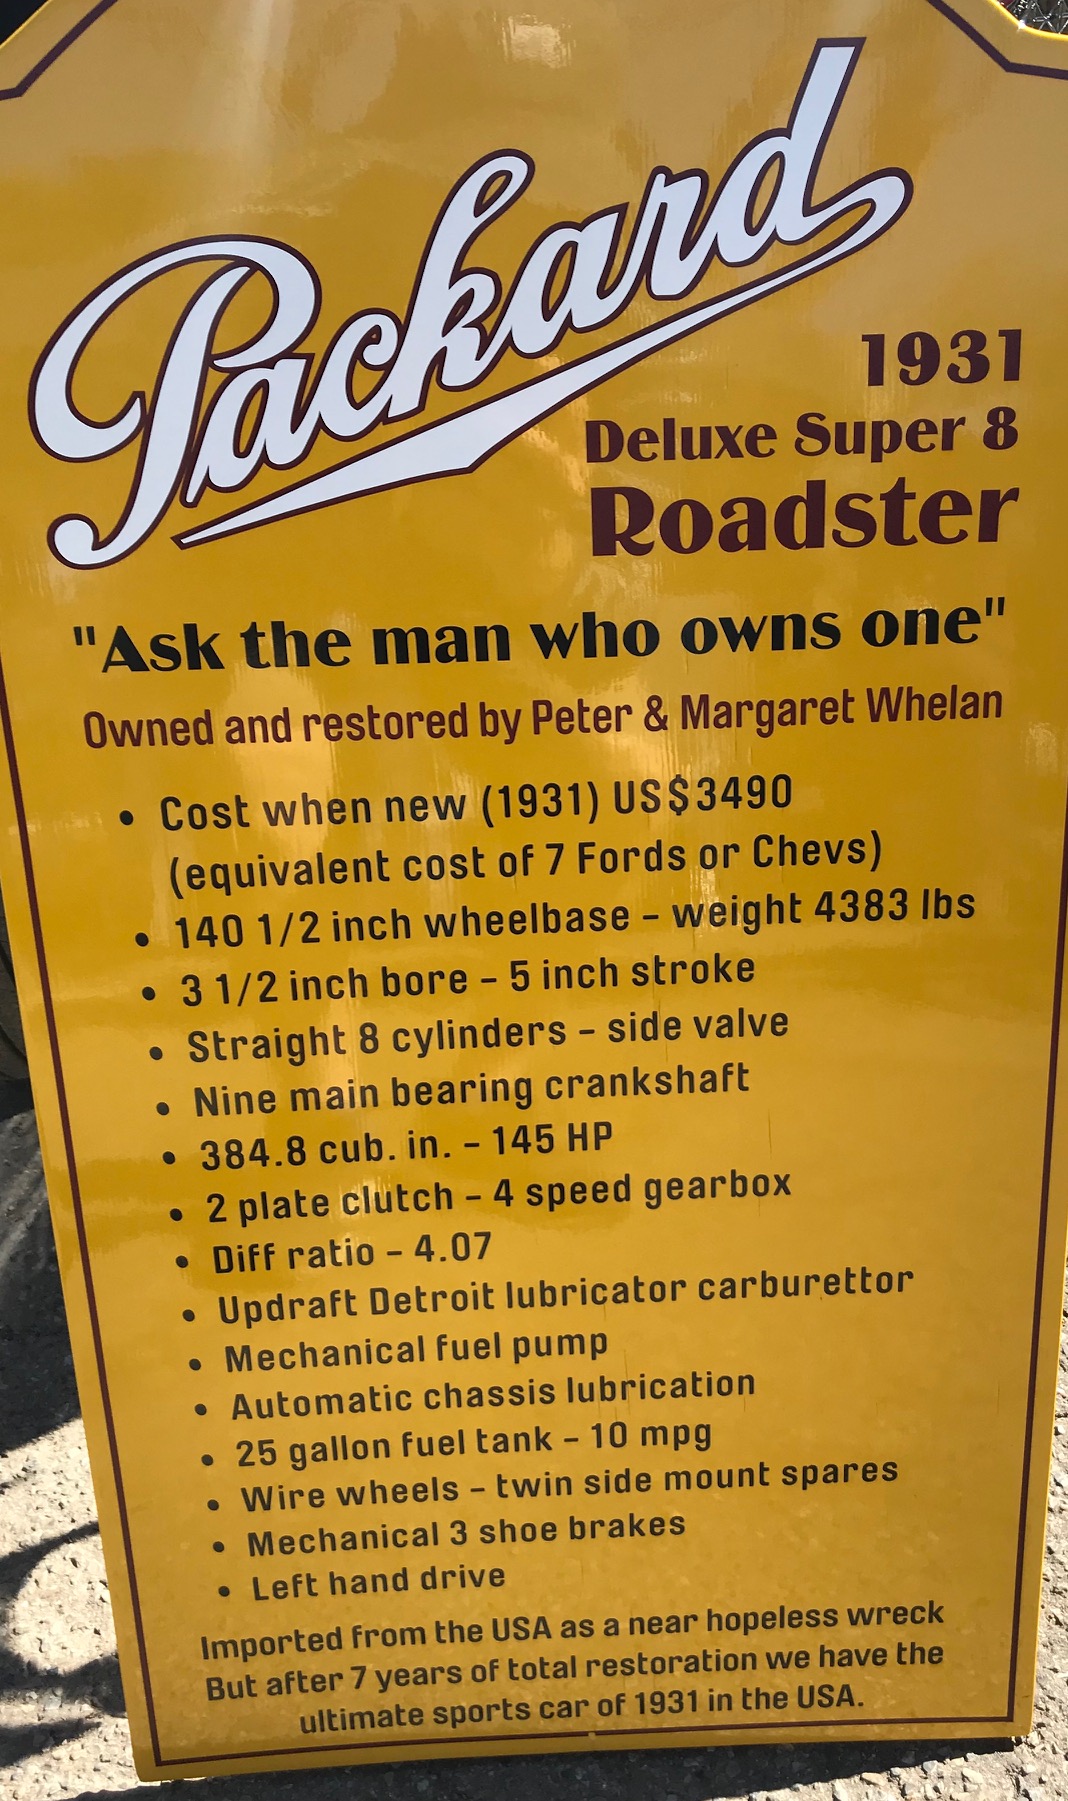 Packard
1931
Deluxe Super 8
Roadster
"Ask the man who owns one"
Owned and restored by Peter & Margaret Whelan
• Cost when new (1931) US$3490
(equivalent cost of 7 Fords or Chevs)
• 140 1/2 inch wheelbase – weight 4383 lbs
• 3 1/2 inch bore – 5 inch stroke
• Straight 8 cylinders – side valve
• Nine main bearing crankshaft
• 384.8 cub. in. – 145 HP
• 2 plate clutch – 4 speed gearbox
• Diff ratio – 4.07
• Updraft Detroit lubricator carburettor
• Mechanical fuel pump
• Automatic chassis lubrication
• 25 gallon fuel tank – 10 mpg
• Wire wheels – twin side mount spares
• Mechanical 3 shoe brakes
• Left hand drive
Imported from the USA as a near hopeless wreck
But after 7 years of total restoration we have the
ultimate sports car of 1931 in the USA.